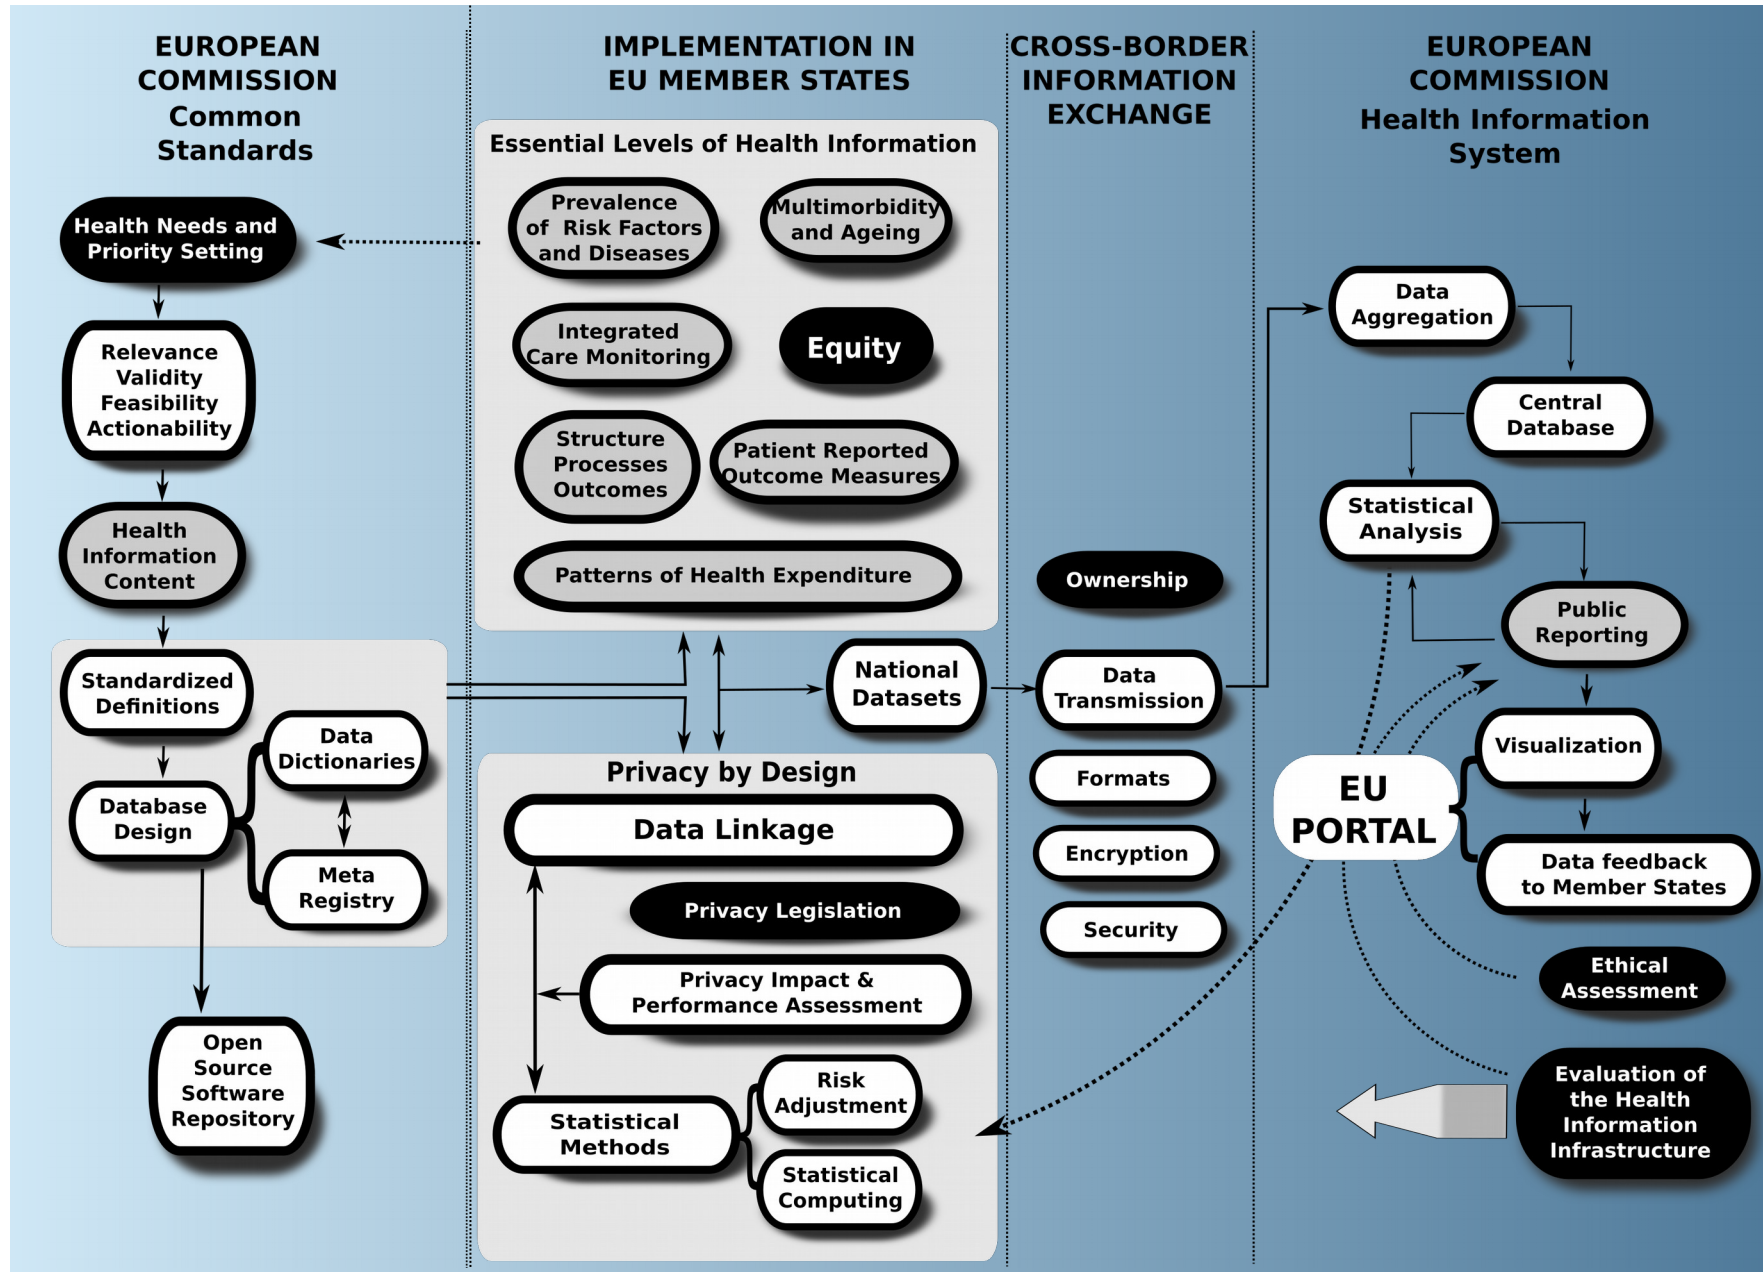 EUROPEAN
COMMISSION
Common
Standards
Health Needs and
Priority Setting
Relevance
Validity
Feasibility
Actionability
Health
Information
Content
Standardized
Definitions
Data
Dictionaries
Database
Design
Meta
Registry
Open
Source
Software
Repository
IMPLEMENTATION IN
EU MEMBER STATES
Essential Levels of Health Information
Prevalence
of Risk Factors
and Diseases
Multimorbidity
and Ageing
Integrated
Care Monitoring
Equity
Structure
Processes
Outcomes
Patient Reported
Outcome Measures
Patterns of Health Expenditure
National
Datasets
Privacy by Design
Data Linkage
Privacy Legislation
Privacy Impact &
Performance Assessment
Risk
Adjustment
Statistical
Methods
Statistical
Computing
CROSS-BORDER
INFORMATION
EXCHANGE
Ownership
Data
Transmission
Formats
Encryption
Security
EUROPEAN
COMMISSION
Health Information
System
Data
Aggregation
Central
Database
Statistical
Analysis
Public
Reporting
Visualization
EU
PORTAL
Data feedback
to Member States
Ethical
Assessment
Evaluation of
the Health
Information
Infrastructure